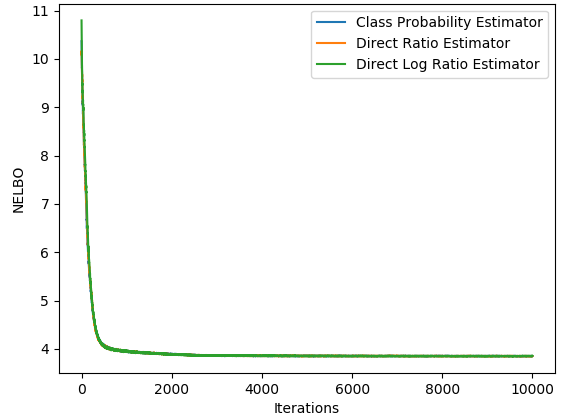 11
10
9
8
7
6
5
4
NELBO
Class Probability Estimator
Direct Ratio Estimator
Direct Log Ratio Estimator
0 2000 4000 6000 8000 10000
Iterations